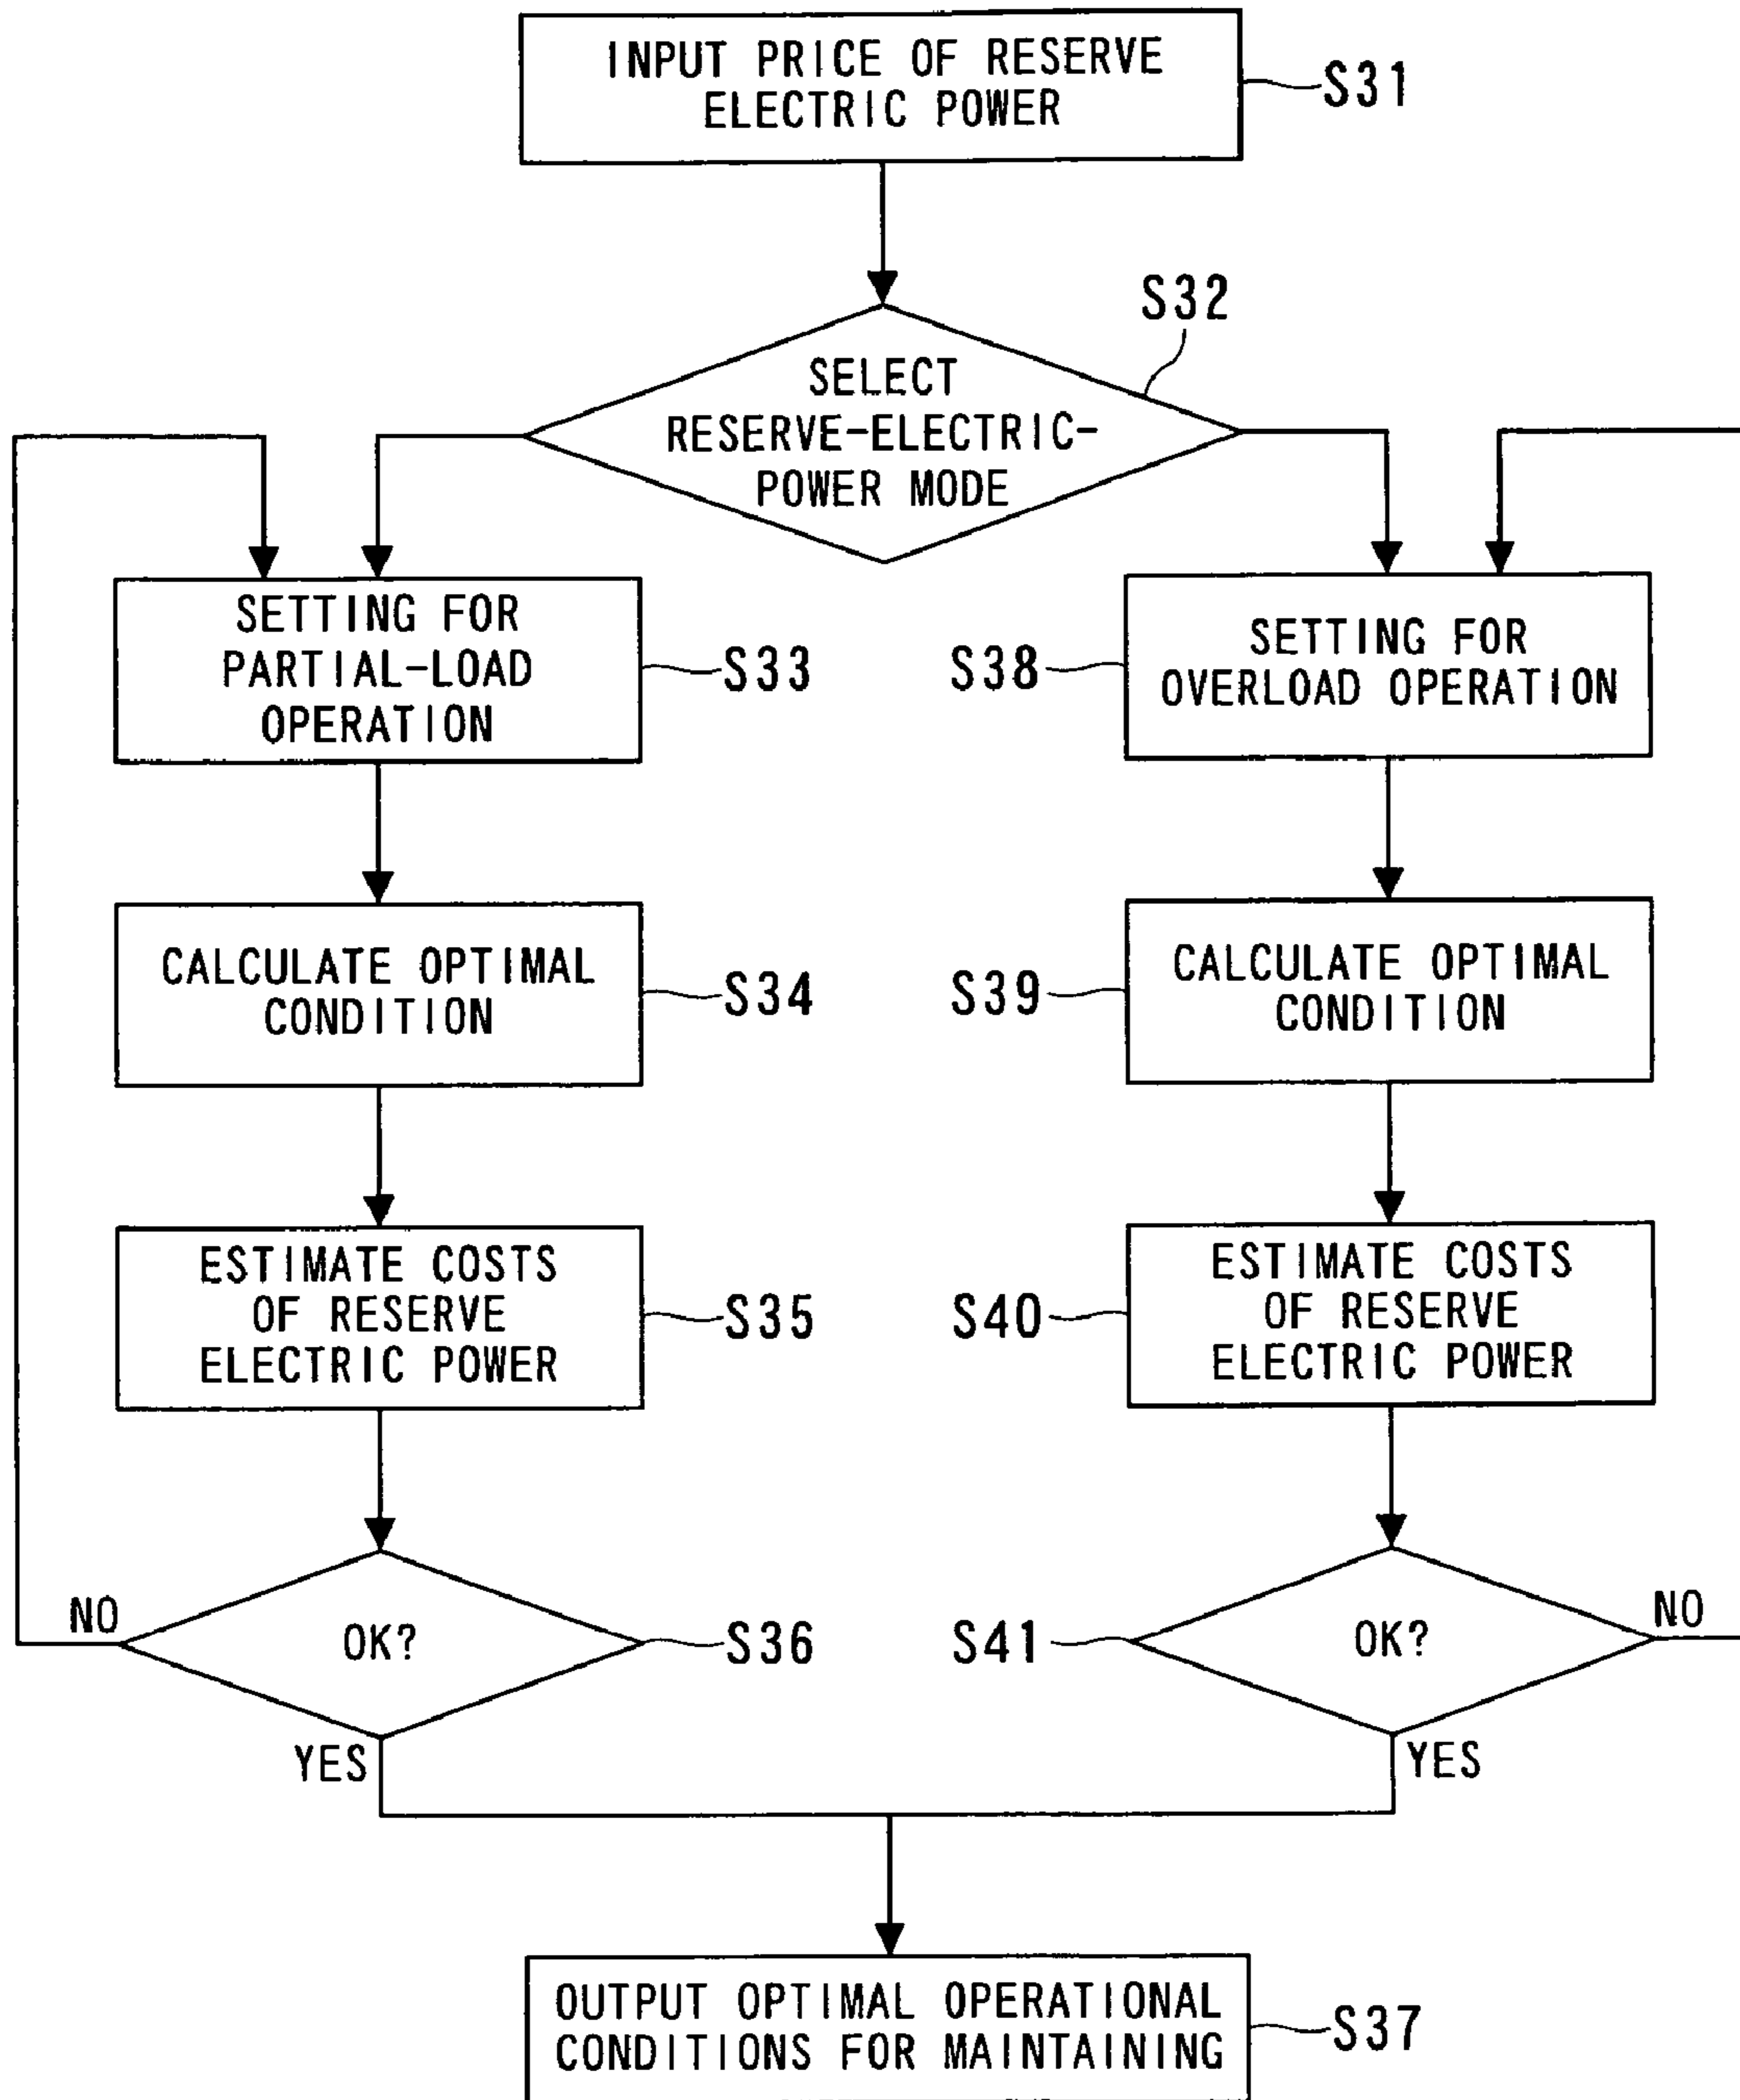 INPUT PRICE OF RESERVE
ELECTRIC POWER
S31
S32
SELECT
RESERVE-ELECTRIC-
POWER MODE
SETTING FOR
PARTIAL-LOAD
OPERATION
S33
S38
SETTING FOR
OVERLOAD OPERATION
CALCULATE OPTIMAL
CONDITION
S34
S39
CALCULATE OPTIMAL
CONDITION
ESTIMATE COSTS
OF RESERVE
ELECTRIC POWER
S35
S40
ESTIMATE COSTS
OF RESERVE
ELECTRIC POWER
NO
OK?
S36
S41
OK?
NO
YES
YES
OUTPUT OPTIMAL OPERATIONAL
CONDITIONS FOR MAINTAINING
S37